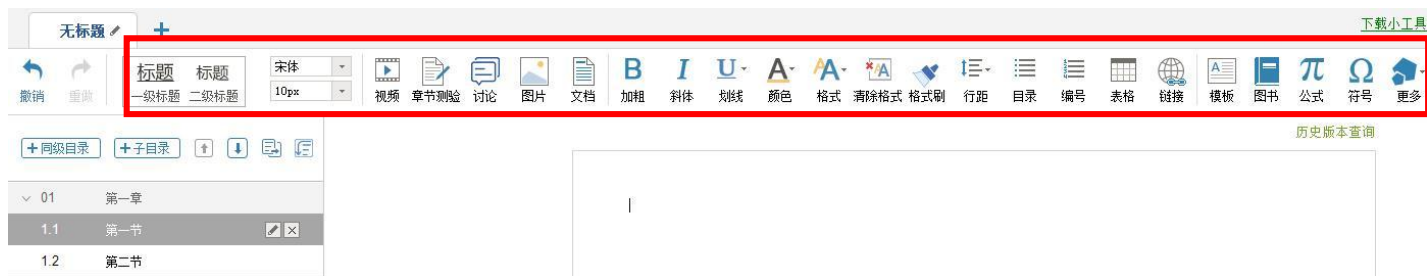 无标题
下载小工具
标题 标题 宋体
撤销 重做 一级标题 二级标题 10px 视频 章节测验 讨论 图片 文档 加粗 斜体 划线 颜色 格式 清除格式 格式刷 行距 目录 编号 表格 链接 模板 图书 公式 符号 更多
历史版本查询
+同级目录 +子目录
01 第一章
1.1 第一节
1.2 第二节